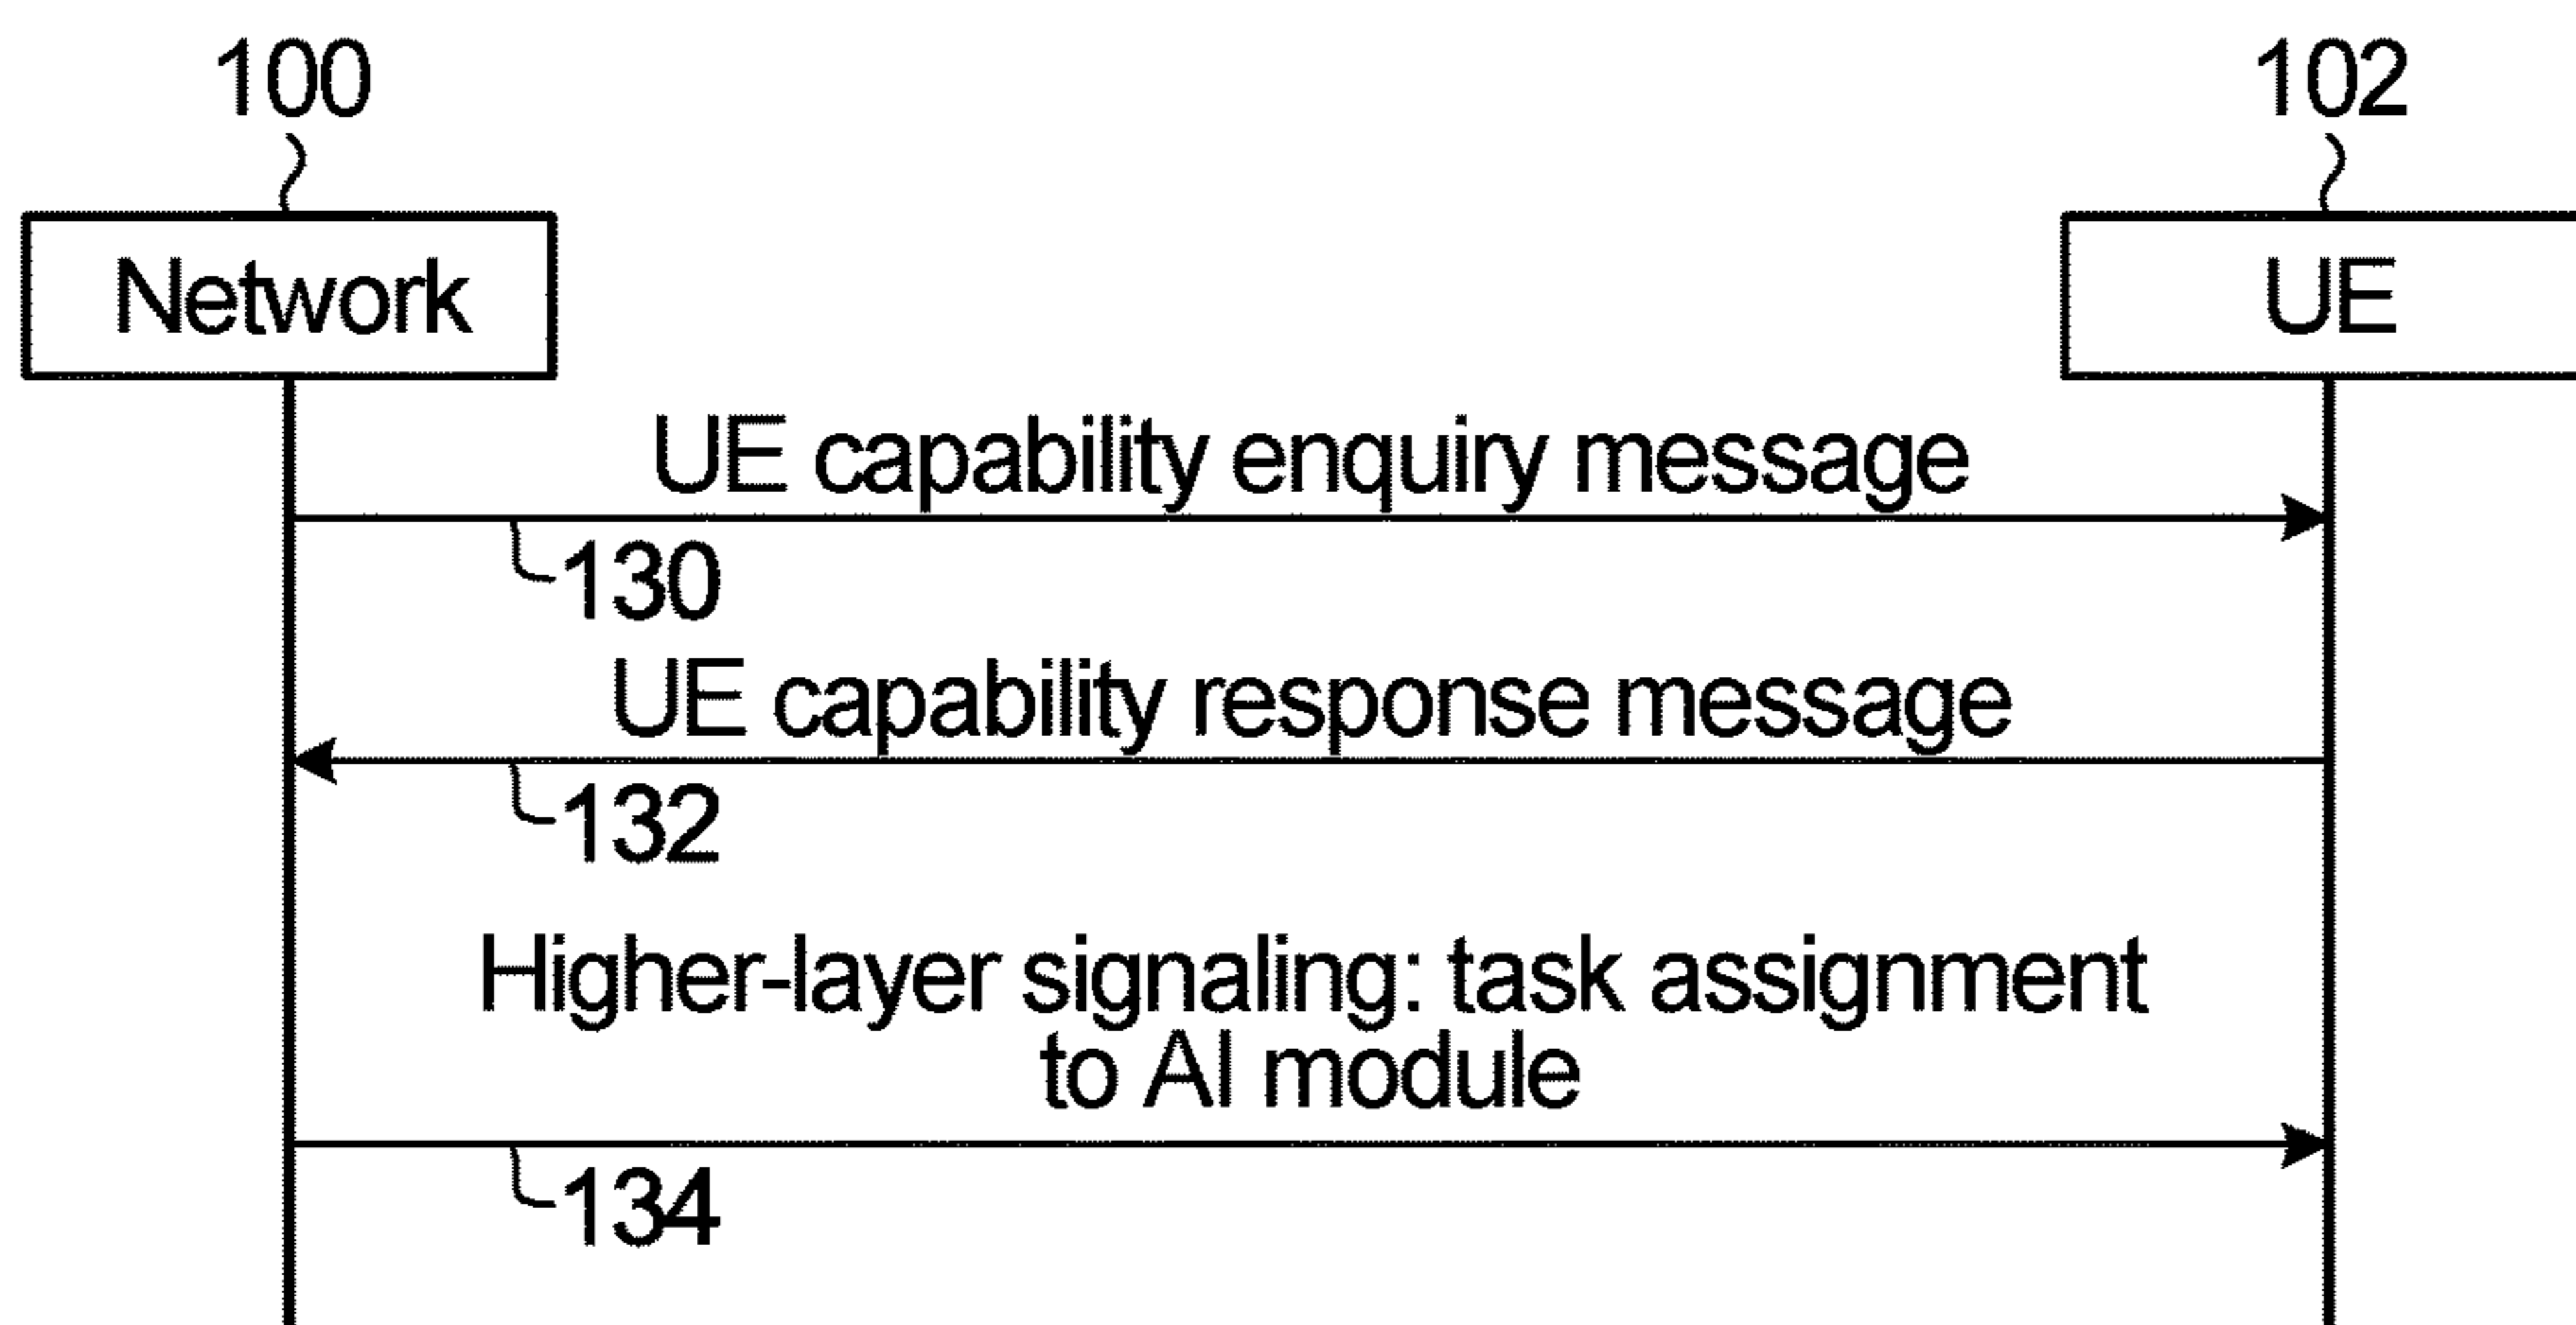 100
102
Network
UE
UE capability enquiry message
130
UE capability response message
132
Higher-layer signaling: task assignment
to AI module
134